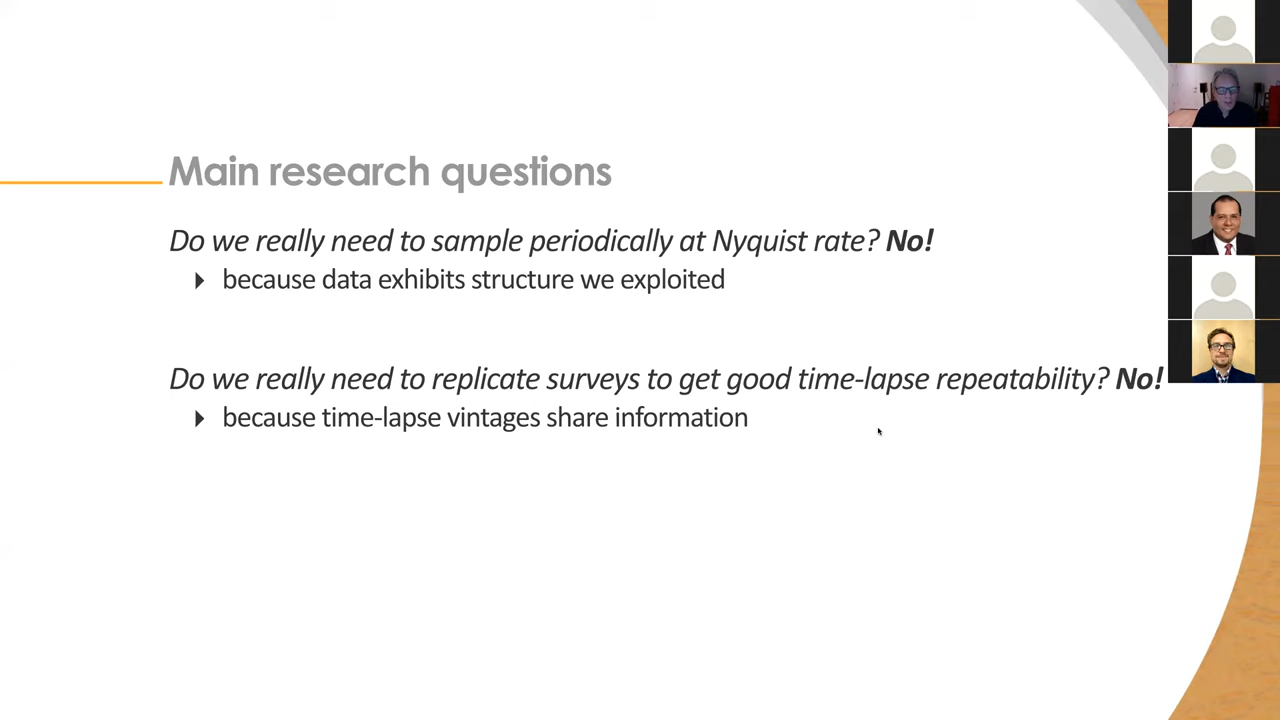 Main research questions
Do we really need to sample periodically at Nyquist rate? No!
because data exhibits structure we exploited
Do we really need to replicate surveys to get good time-lapse repeatability? No!
because time-lapse vintages share information